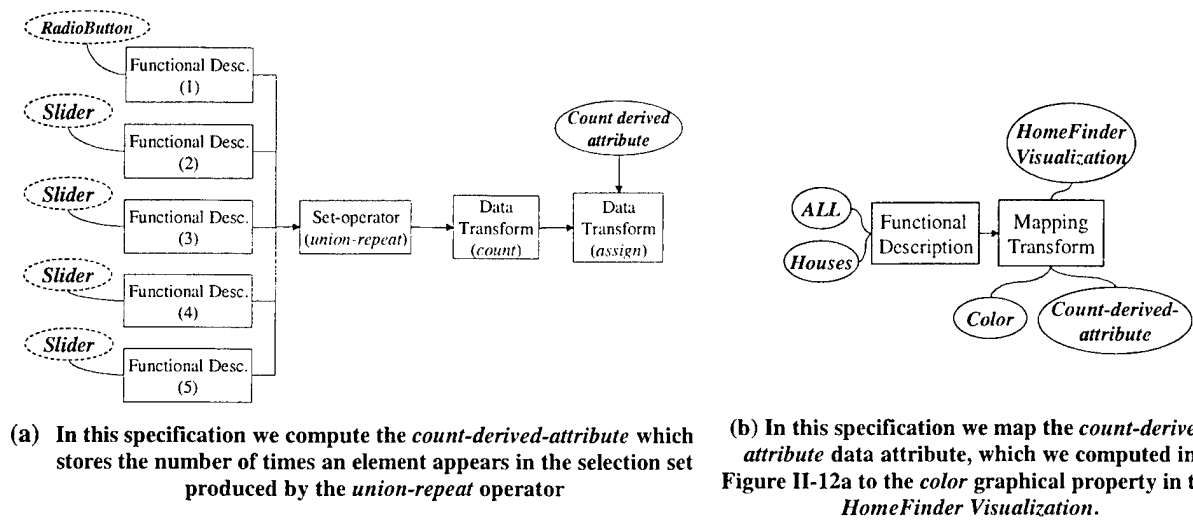 RadioButton
Functional Desc.
(1)
Slider
Functional Desc.
(2)
Slider
Functional Desc.
(3)
Slider
Functional Desc.
(4)
Slider
Functional Desc.
(5)
Set-operator
(union-repeat)
Data
Transform
(count)
Count derived
attribute
Data
Transform
(assign)
(a) In this specification we compute the count-derived-attribute which
stores the number of times an element appears in the selection set
produced by the union-repeat operator
HomeFinder
Visualization
ALL
Houses
Functional
Description
Mapping
Transform
Color
Count-derived-
attribute
(b) In this specification we map the count-derive
attribute data attribute, which we computed in
Figure II-12a to the color graphical property in t
HomeFinder Visualization.